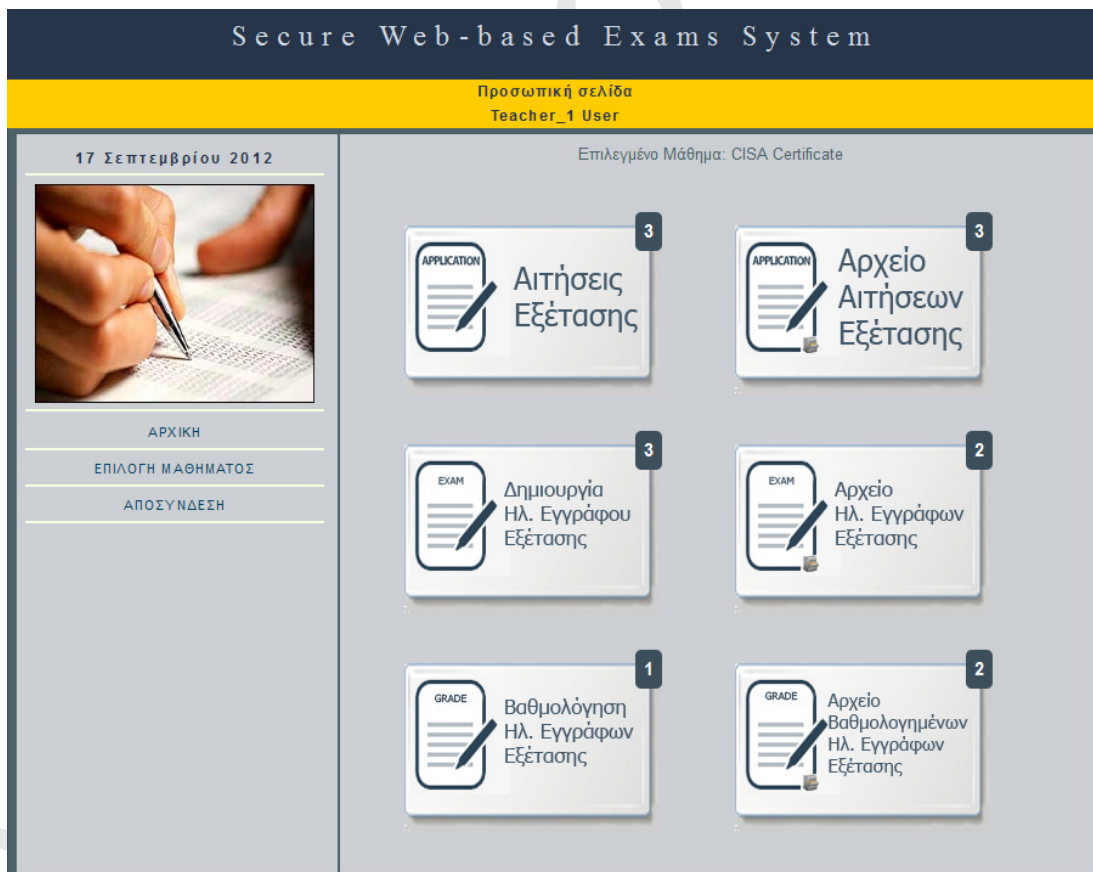 Secure Web-based Exams System
Προσωπική σελίδα
Teacher_1 User
17 Σεπτεμβρίου 2012
ΑΡΧΙΚΗ
ΕΠΙΛΟΓΗ ΜΑΘΗΜΑΤΟΣ
ΑΠΟΣΥΝΔΕΣΗ
Επιλεγμένο Μάθημα: CISA Certificate
3
APPLICATION
Αιτήσεις
Εξέτασης
3
APPLICATION
Αρχείο
Αιτήσεων
Εξέτασης
3
EXAM
Δημιουργία
Ηλ. Εγγράφου
Εξέτασης
2
EXAM
Αρχείο
Ηλ. Εγγράφων
Εξέτασης
1
GRADE
Βαθμολόγηση
Ηλ. Εγγράφων
Εξέτασης
2
GRADE
Αρχείο
Βαθμολογημένων
Ηλ. Εγγράφων
Εξέτασης